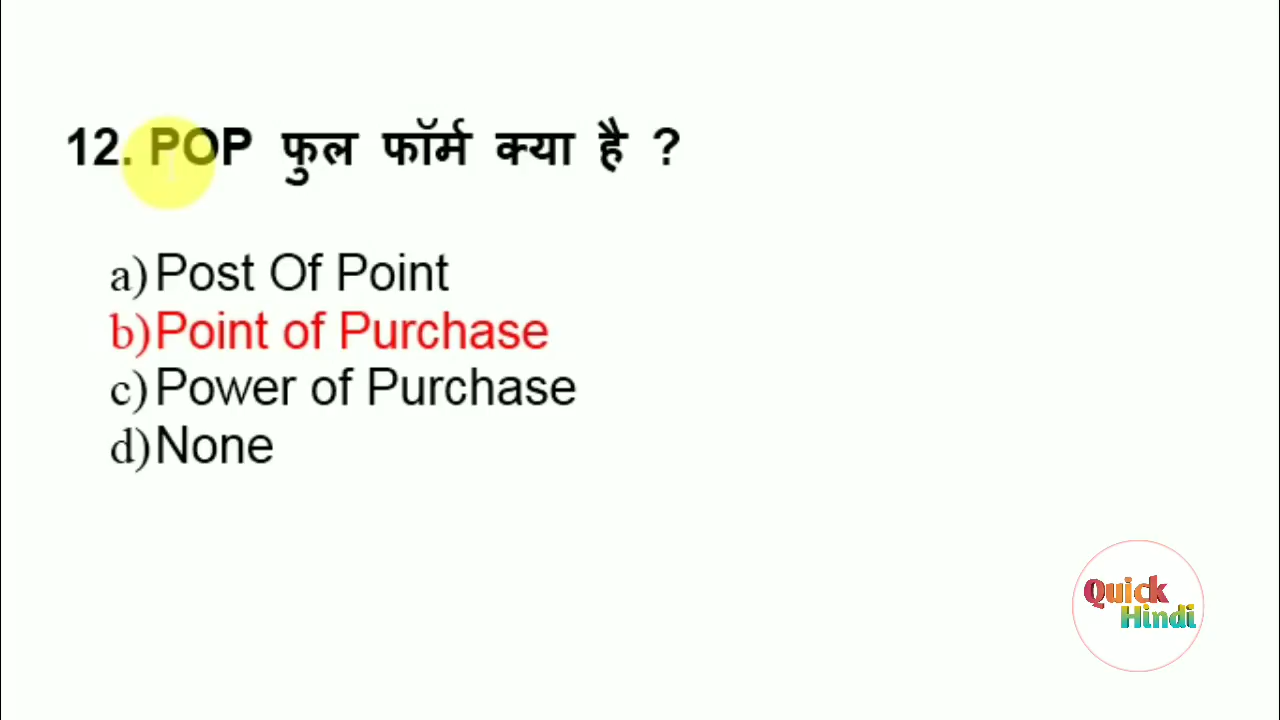 12. POP फुल फॉर्म क्या है ?
a) Post Of Point
b) Point of Purchase
c) Power of Purchase
d) None
Quick
Hindi